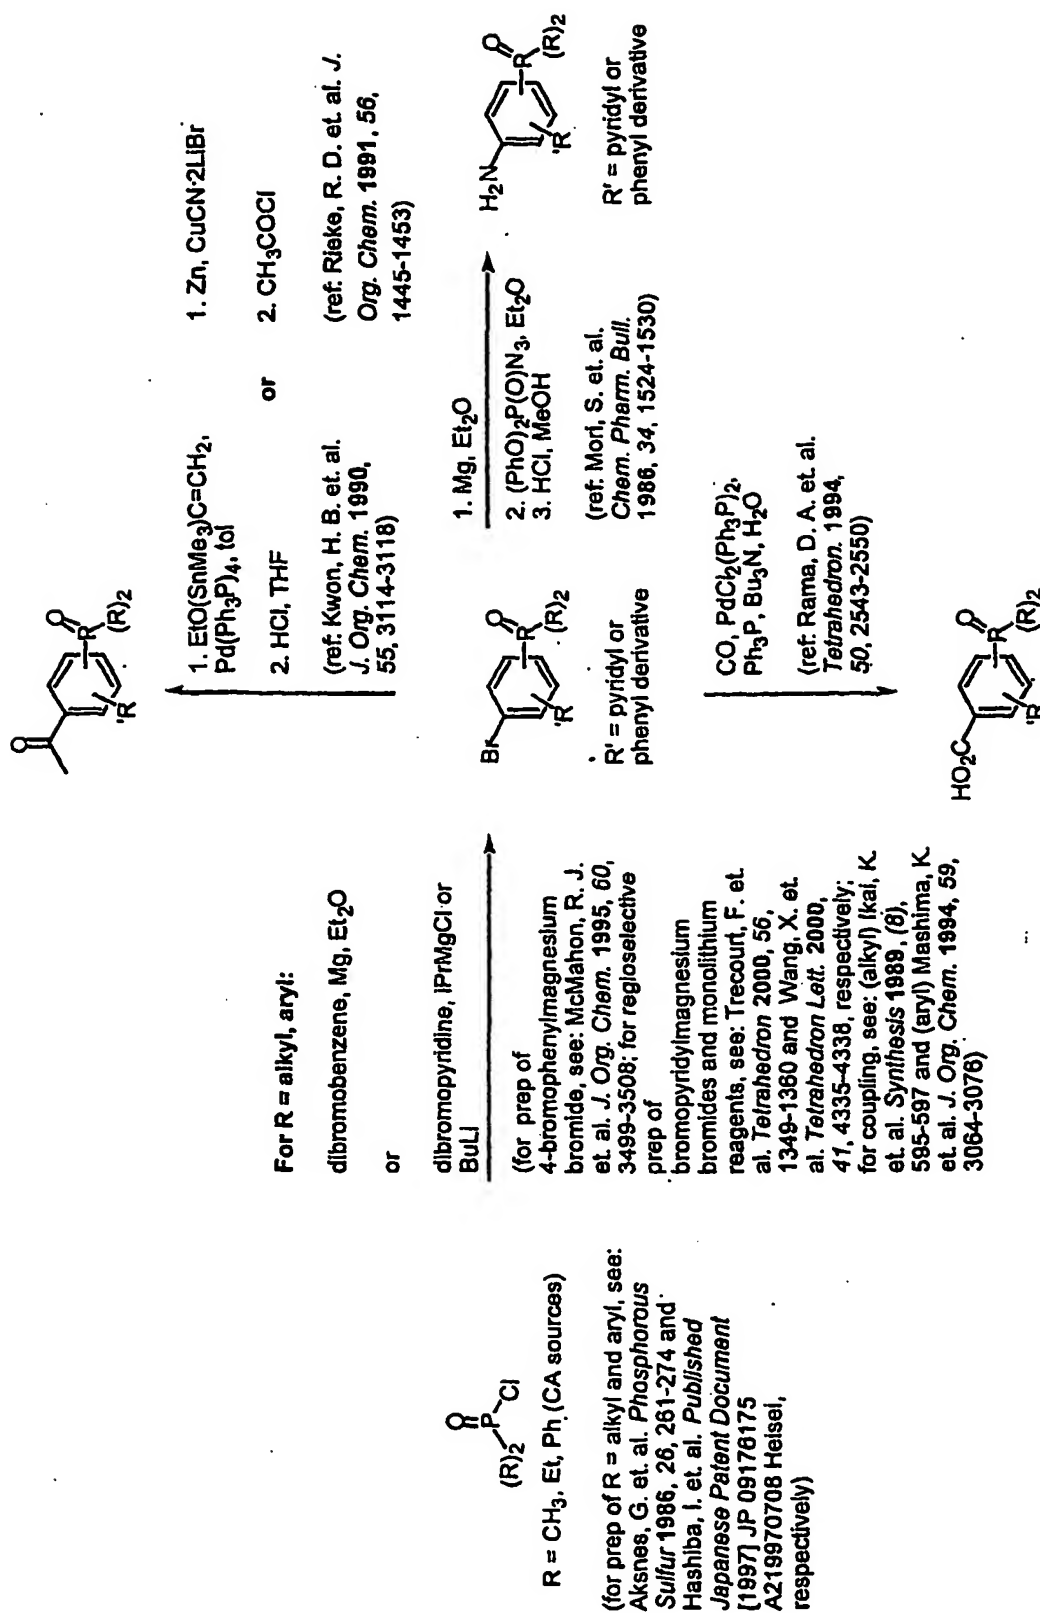 O
(R)2 P Cl
R = CH3, Et, Ph (CA sources)
(for prep of R = alkyl and aryl, see:
Aksnes, G. et. al. Phosphorous
Sulfur 1986, 26, 261-274 and
Hashiba, I. et. al. Published
Japanese Patent Document
[1997] JP 09176175
A219970708 Heisei,
respectively)
For R = alkyl, aryl:
dibromobenzene, Mg, Et2O
or
dibromopyridine, iPrMgCl or
BuLi
(for prep of
4-bromophenylmagnesium
bromide, see: McMahon, R. J.
et. al. J. Org. Chem. 1995, 60,
3499-3508; for regioselective
prep of
bromopyridylmagnesium
bromides and monolithium
reagents, see: Trecourt, F. et.
al. Tetrahedron 2000, 56,
1349-1360 and Wang, X. et.
al. Tetrahedron Lett. 2000,
41, 4335-4338, respectively;
for coupling, see: (alkyl) Ikai, K.
et. al. Synthesis 1989, (8),
595-597 and (aryl) Mashima, K.
et. al. J. Org. Chem. 1994, 59,
3064-3076)
O
O
R
(R)2
'R
1. EtO(SnMe3)C=CH2,
Pd(Ph3P)4, tol
2. HCl, THF
(ref: Kwon, H. B. et. al.
J. Org. Chem. 1990,
55, 3114-3118)
or
1. Zn, CuCN·2LiBr
2. CH3COCl
(ref: Rieke, R. D. et. al. J.
Org. Chem. 1991, 56,
1445-1453)
Br
O
R
(R)2
'R
R' = pyridyl or
phenyl derivative
1. Mg, Et2O
2. (PhO)2P(O)N3, Et2O
3. HCl, MeOH
(ref: Mori, S. et. al.
Chem. Pharm. Bull.
1986, 34, 1524-1530)
H2N
O
R
(R)2
'R
R' = pyridyl or
phenyl derivative
CO, PdCl2(Ph3P)2,
Ph3P, Bu3N, H2O
(ref: Rama, D. A. et. al.
Tetrahedron. 1994,
50, 2543-2550)
HO2C
O
R
(R)2
'R